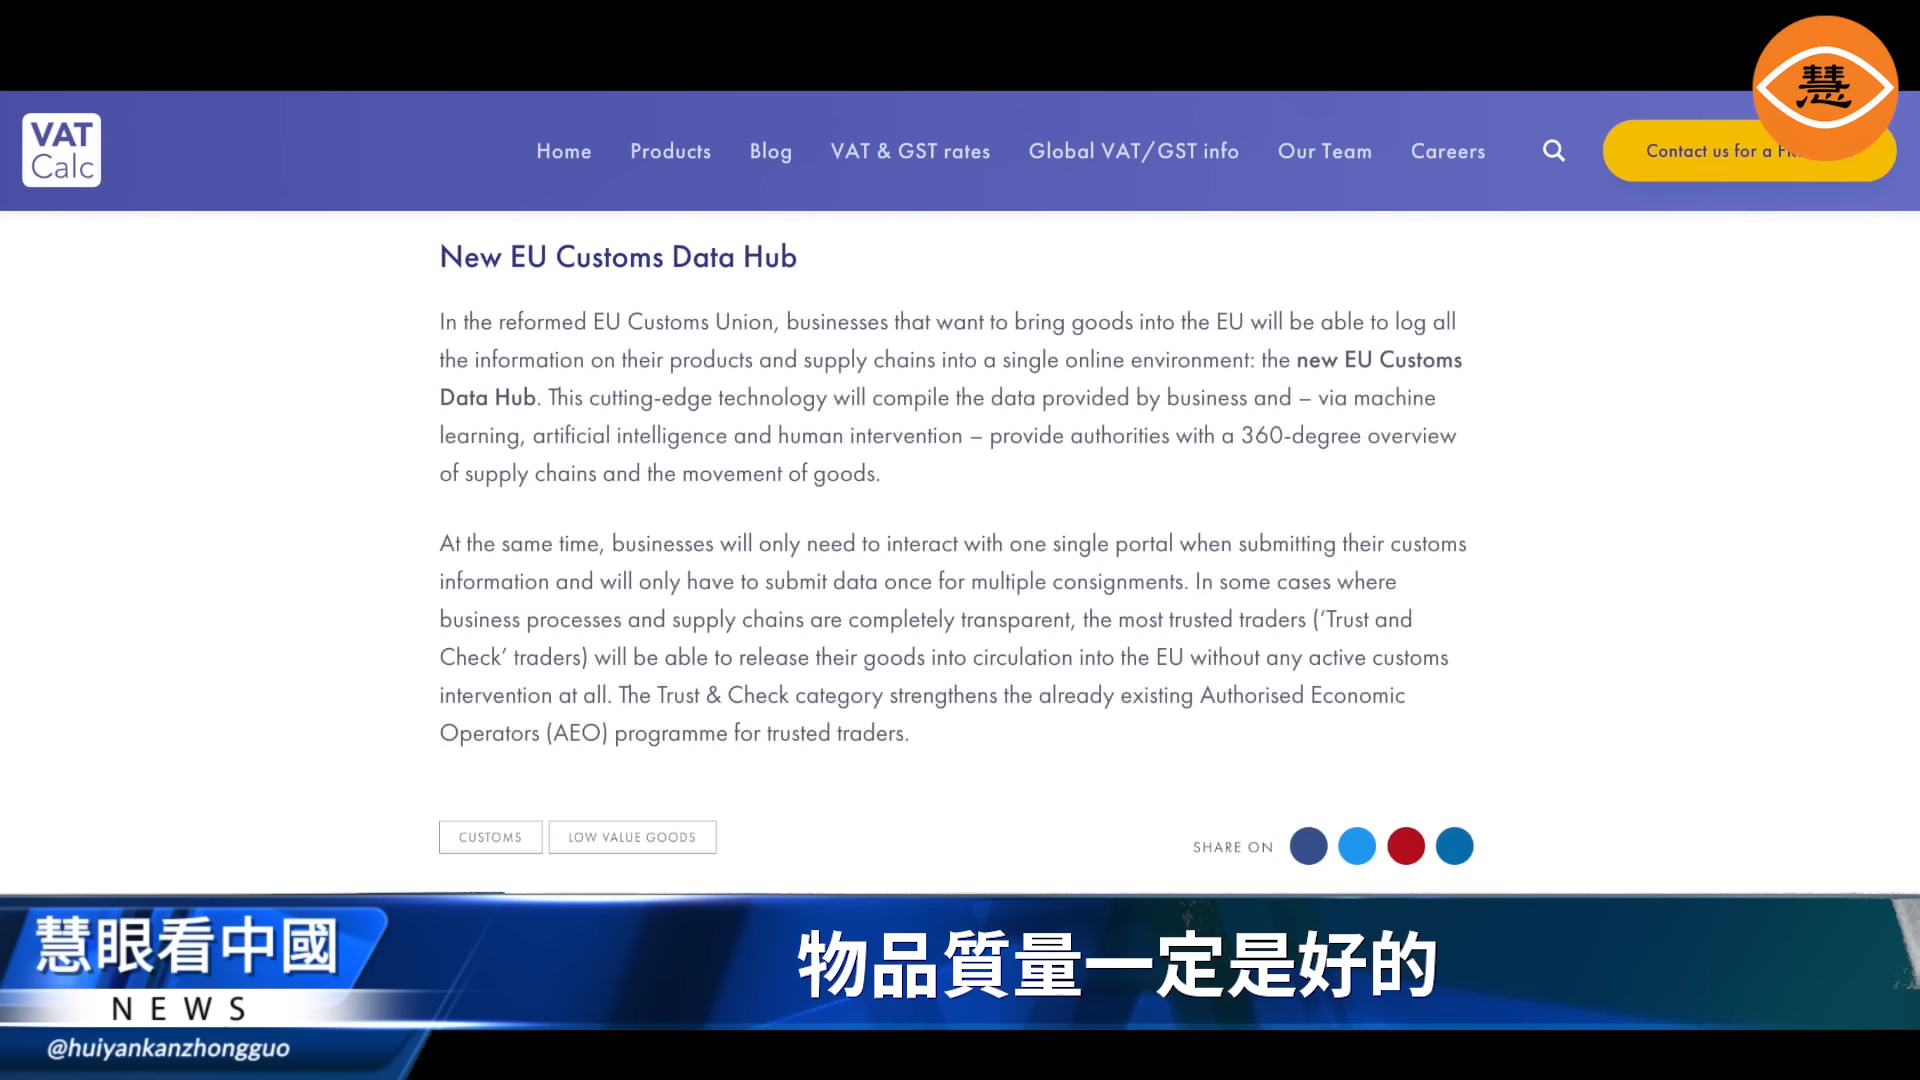 慧
VAT
Calc
Home Products Blog VAT & GST rates Global VAT/GST info Our Team Careers
Contact us for a
New EU Customs Data Hub
In the reformed EU Customs Union, businesses that want to bring goods into the EU will be able to log all
the information on their products and supply chains into a single online environment: the new EU Customs
Data Hub. This cutting-edge technology will compile the data provided by business and – via machine
learning, artificial intelligence and human intervention – provide authorities with a 360-degree overview
of supply chains and the movement of goods.
At the same time, businesses will only need to interact with one single portal when submitting their customs
information and will only have to submit data once for multiple consignments. In some cases where
business processes and supply chains are completely transparent, the most trusted traders (‘Trust and
Check’ traders) will be able to release their goods into circulation into the EU without any active customs
intervention at all. The Trust & Check category strengthens the already existing Authorised Economic
Operators (AEO) programme for trusted traders.
CUSTOMS LOW VALUE GOODS
SHARE ON
慧眼看中國
NEWS
@huiyankanzhongguo
物品質量一定是好的